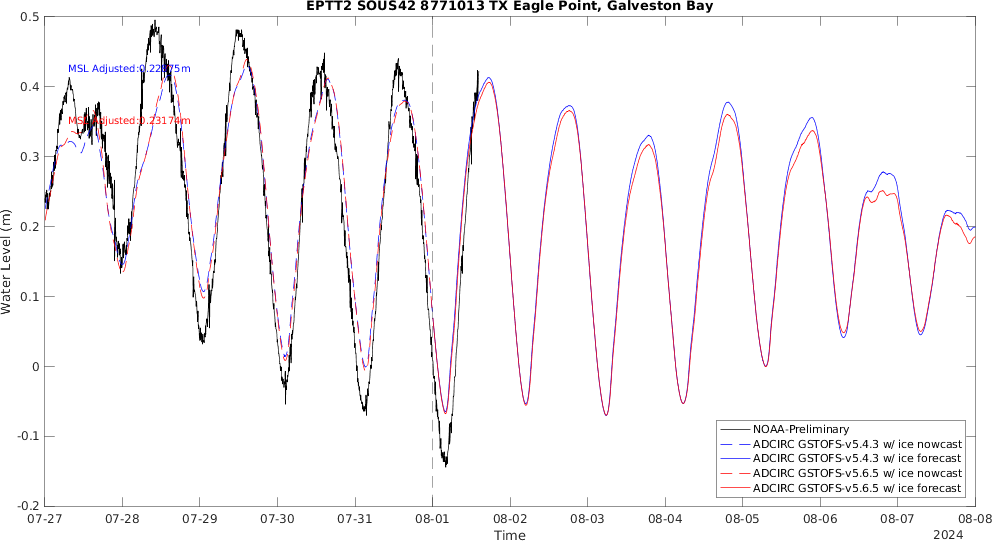 EPTT2 SOUS42 8771013 TX Eagle Point, Galveston Bay
0.5
0.4
0.3
0.2
0.1
0
-0.1
-0.2
Water Level (m)
MSL Adjusted:
MSL Adjusted:0.23174m
NOAA-Preliminary
ADCIRC GSTOFS-v5.4.3 w/ ice nowcast
ADCIRC GSTOFS-v5.4.3 w/ ice forecast
ADCIRC GSTOFS-v5.6.5 w/ ice nowcast
ADCIRC GSTOFS-v5.6.5 w/ ice forecast
07-27 07-28 07-29 07-30 07-31 08-01 08-02 08-03 08-04 08-05 08-06 08-07 08-08
Time
2024